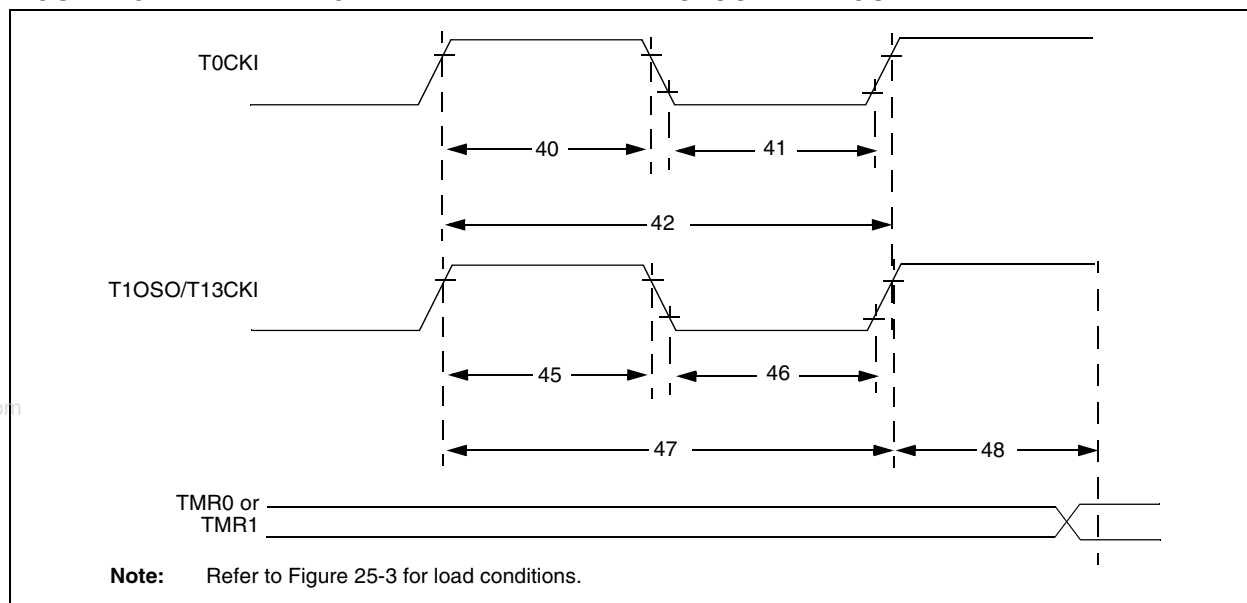 T0CKI
40
41
42
T1OSO/T13CKI
45
46
47
48
TMR0 or
TMR1
Note: Refer to Figure 25-3 for load conditions.